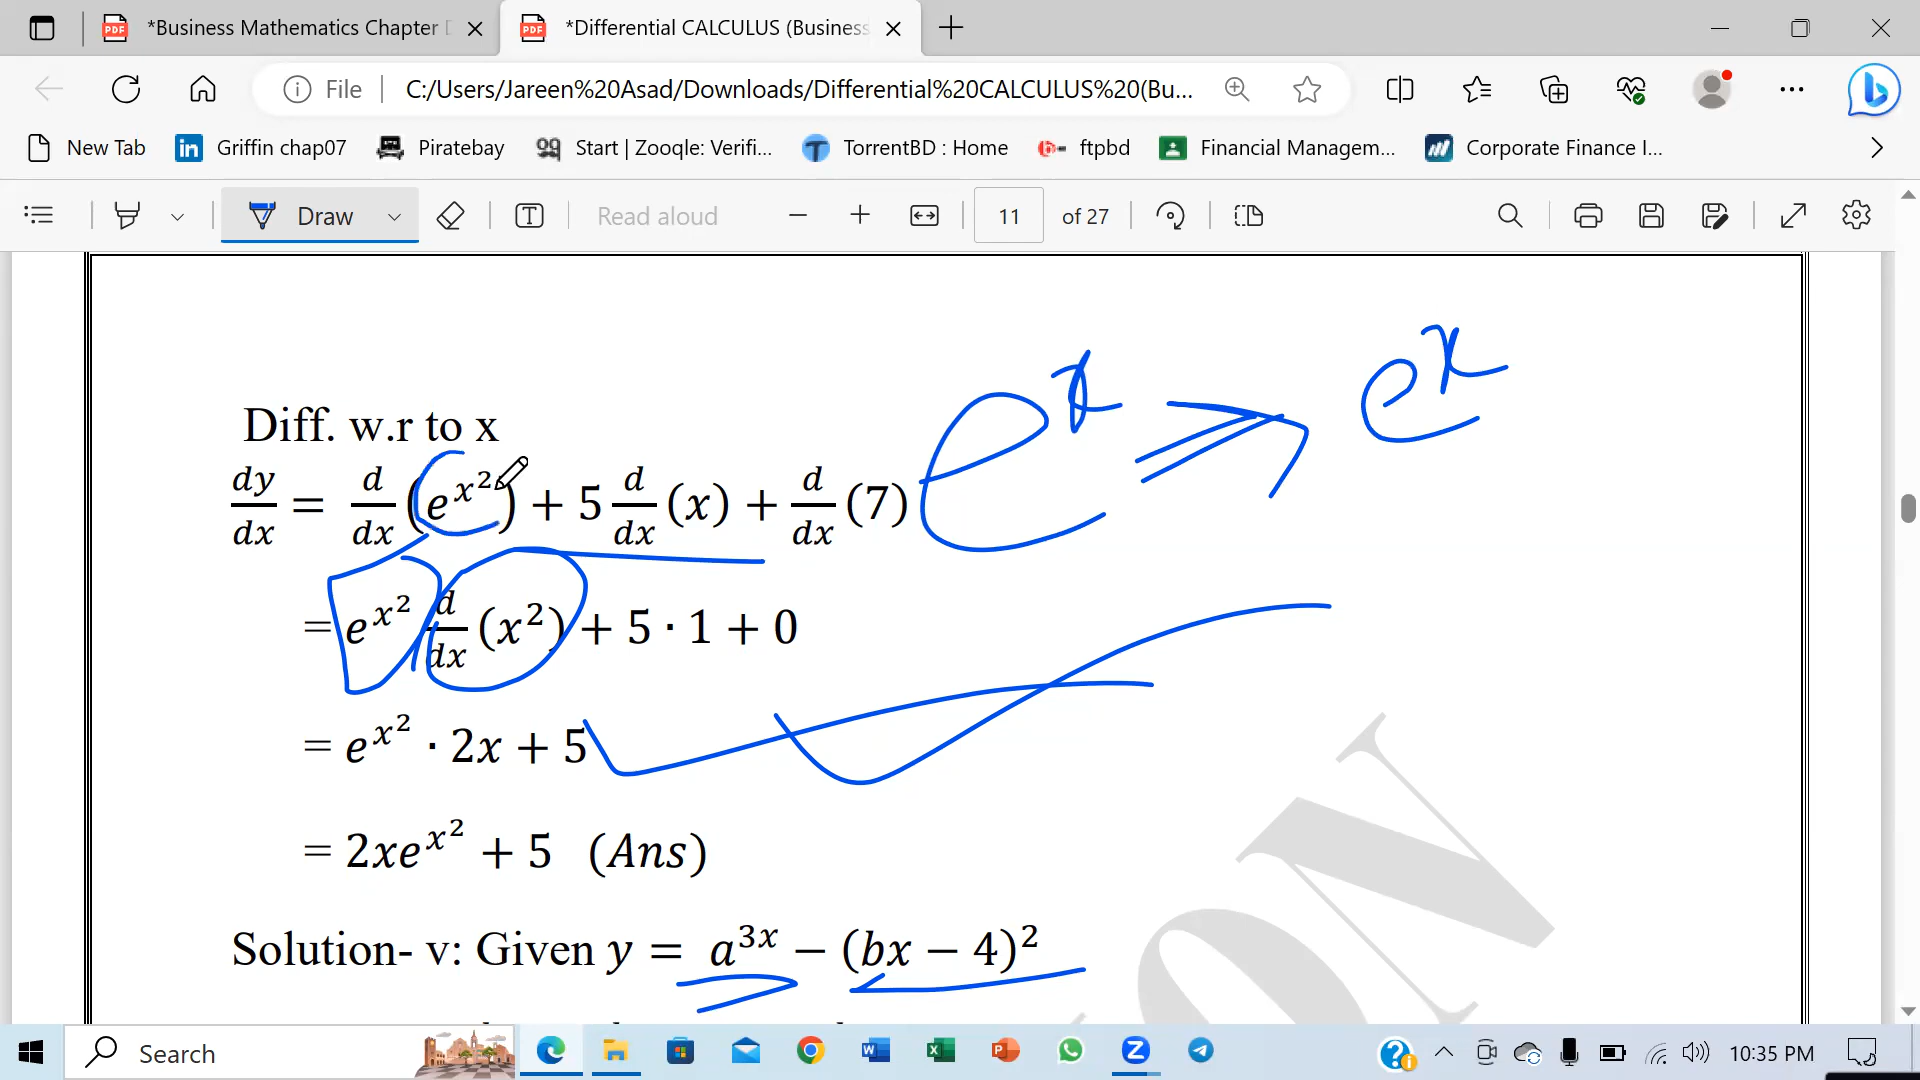 *Business Mathematics Chapter
*Differential CALCULUS (Business
File
C:/Users/Jareen%20Asad/Downloads/Differential%20CALCULUS%20(Bu...
New Tab
Griffin chap07
Piratebay
Start | Zooqle: Verifi...
TorrentBD : Home
ftpbd
Financial Managem...
Corporate Finance I...
Draw
Read aloud
11 of 27
e^x ⇒ e^x
Diff. w.r to x
dy/dx = d/dx (e^{x^2}) + 5 d/dx (x) + d/dx (7)
= e^{x^2} d/dx (x^2) + 5 · 1 + 0
= e^{x^2} · 2x + 5
= 2xe^{x^2} + 5 (Ans)
Solution- v: Given y = a^{3x} − (bx − 4)^2
ON
Search
10:35 PM